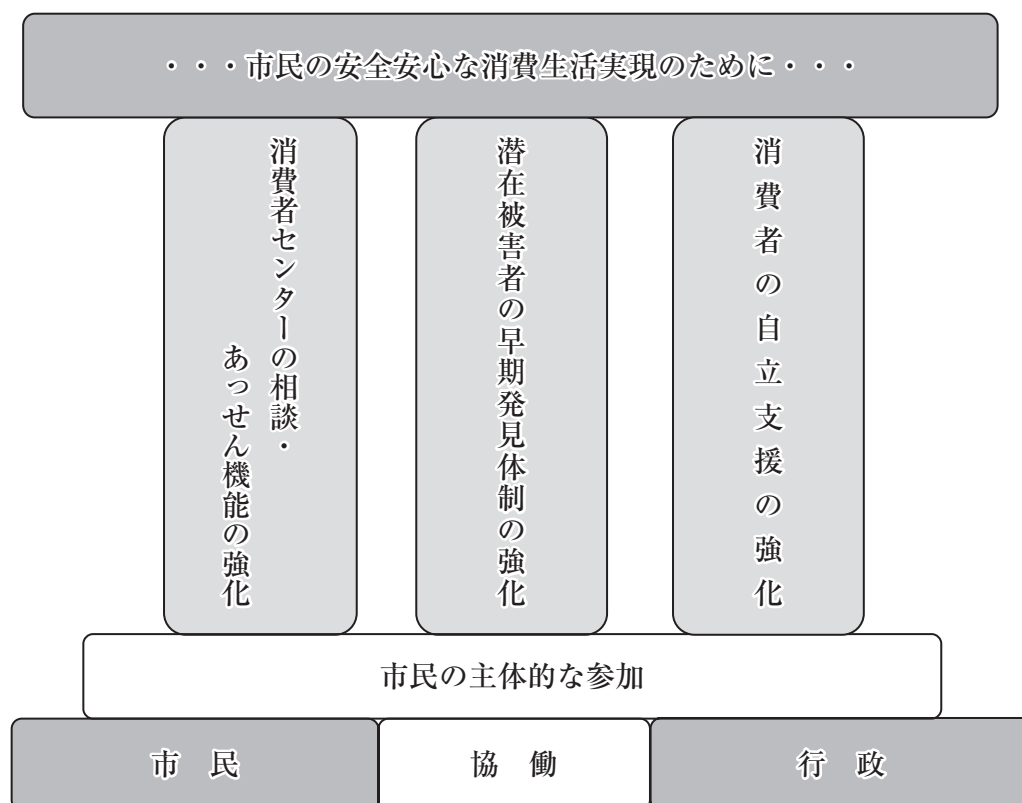 ・・・市民の安全安心な消費生活実現のために・・・
消費者センターの相談・
あっせん機能の強化
潜在被害者の早期発見体制の強化
消費者の自立支援の強化
市民の主体的な参加
市 民
協 働
行 政